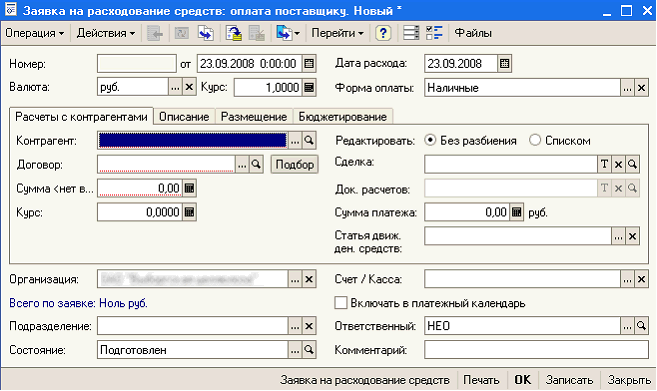 Заявка на расходование средств: оплата поставщику. Новый *
Операция Действия Перейти Файлы
Номер: от 23.09.2008 0:00:00 Дата расхода: 23.09.2008
Валюта: руб. Курс: 1,0000 Форма оплаты: Наличные
Расчеты с контрагентами Описание Размещение Бюджетирование
Контрагент: Редактировать: Без разбиения Списком
Договор: Подбор Сделка:
Сумма <нет в... 0,00 Док. расчетов:
Курс: 0,0000 Сумма платежа: 0,00 руб.
Статья движ.
ден. средств:
Организация: Счет / Касса:
Всего по заявке: Ноль руб. Включать в платежный календарь
Подразделение: Ответственный: НЕО
Состояние: Подготовлен Комментарий:
Заявка на расходование средств Печать OK Записать Закрыть